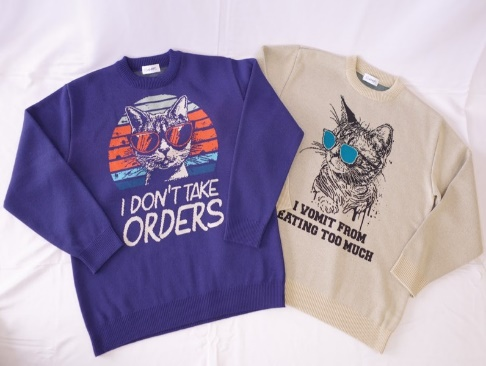 I DON'T TAKE
ORDERS
I VOMIT FROM
EATING TOO MUCH